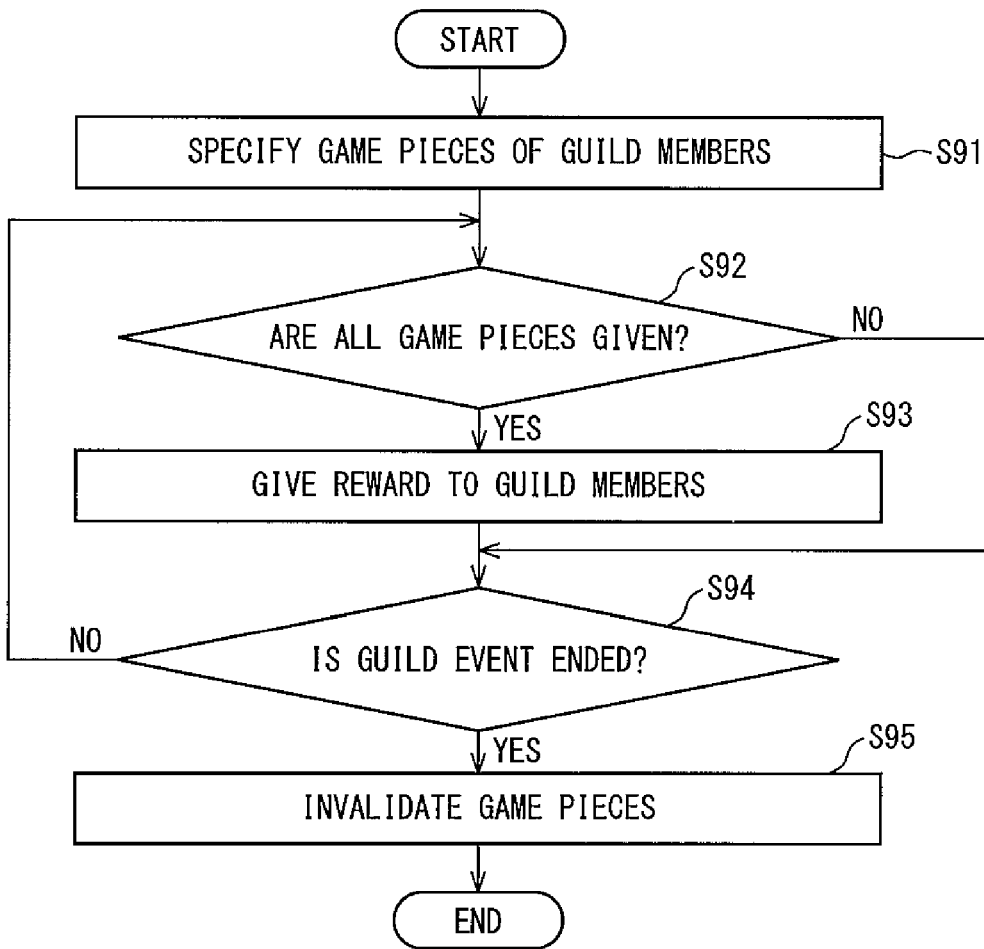 START
SPECIFY GAME PIECES OF GUILD MEMBERS
S91
S92
ARE ALL GAME PIECES GIVEN?
NO
YES
S93
GIVE REWARD TO GUILD MEMBERS
S94
NO
IS GUILD EVENT ENDED?
YES
S95
INVALIDATE GAME PIECES
END